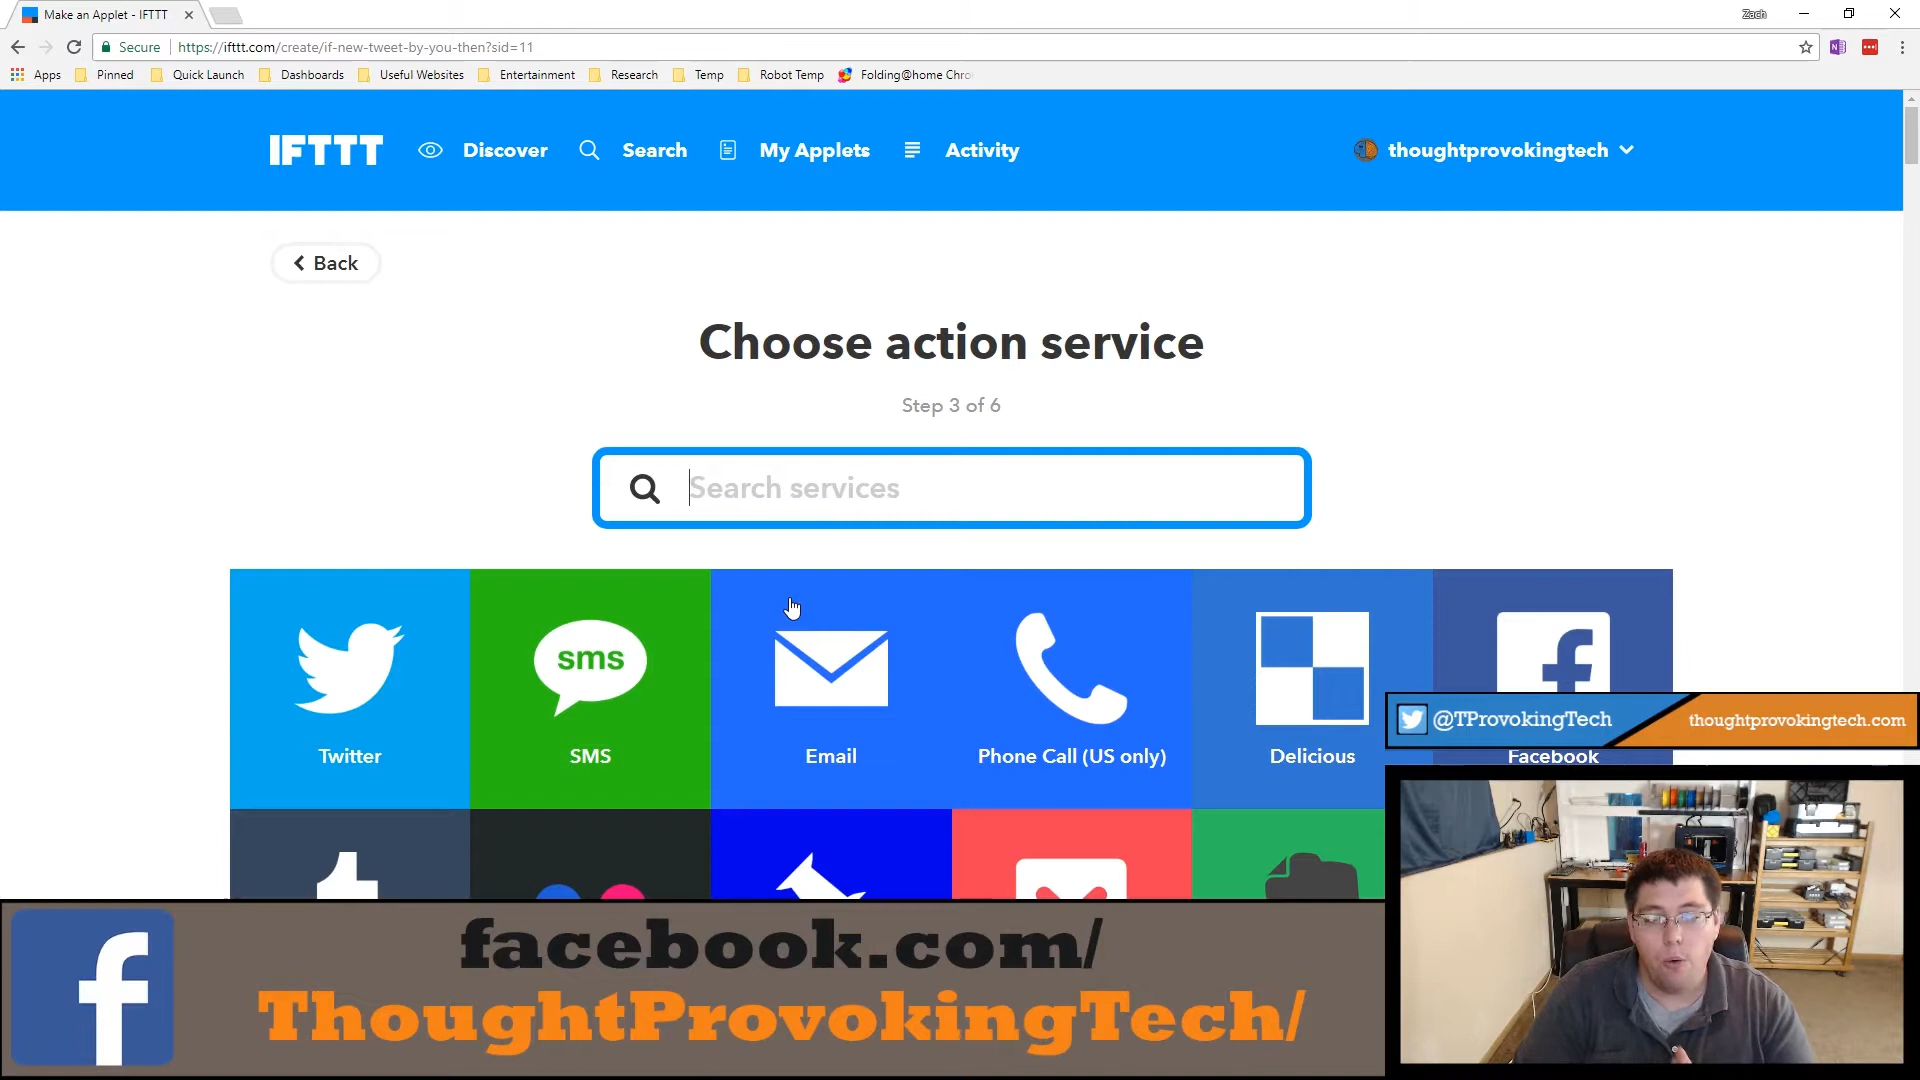 Make an Applet - IFTTT
Zach
Secure
https://ifttt.com/create/if-new-tweet-by-you-then?sid=11
Apps
Pinned
Quick Launch
Dashboards
Useful Websites
Entertainment
Research
Temp
Robot Temp
Folding@home Chro
IFTTT
Discover
Search
My Applets
Activity
thoughtprovokingtech
Back
Choose action service
Step 3 of 6
Search services
sms
Twitter
SMS
Email
Phone Call (US only)
Delicious
Facebook
@TProvokingTech
thoughtprovokingtech.com
facebook.com/
ThoughtProvokingTech/